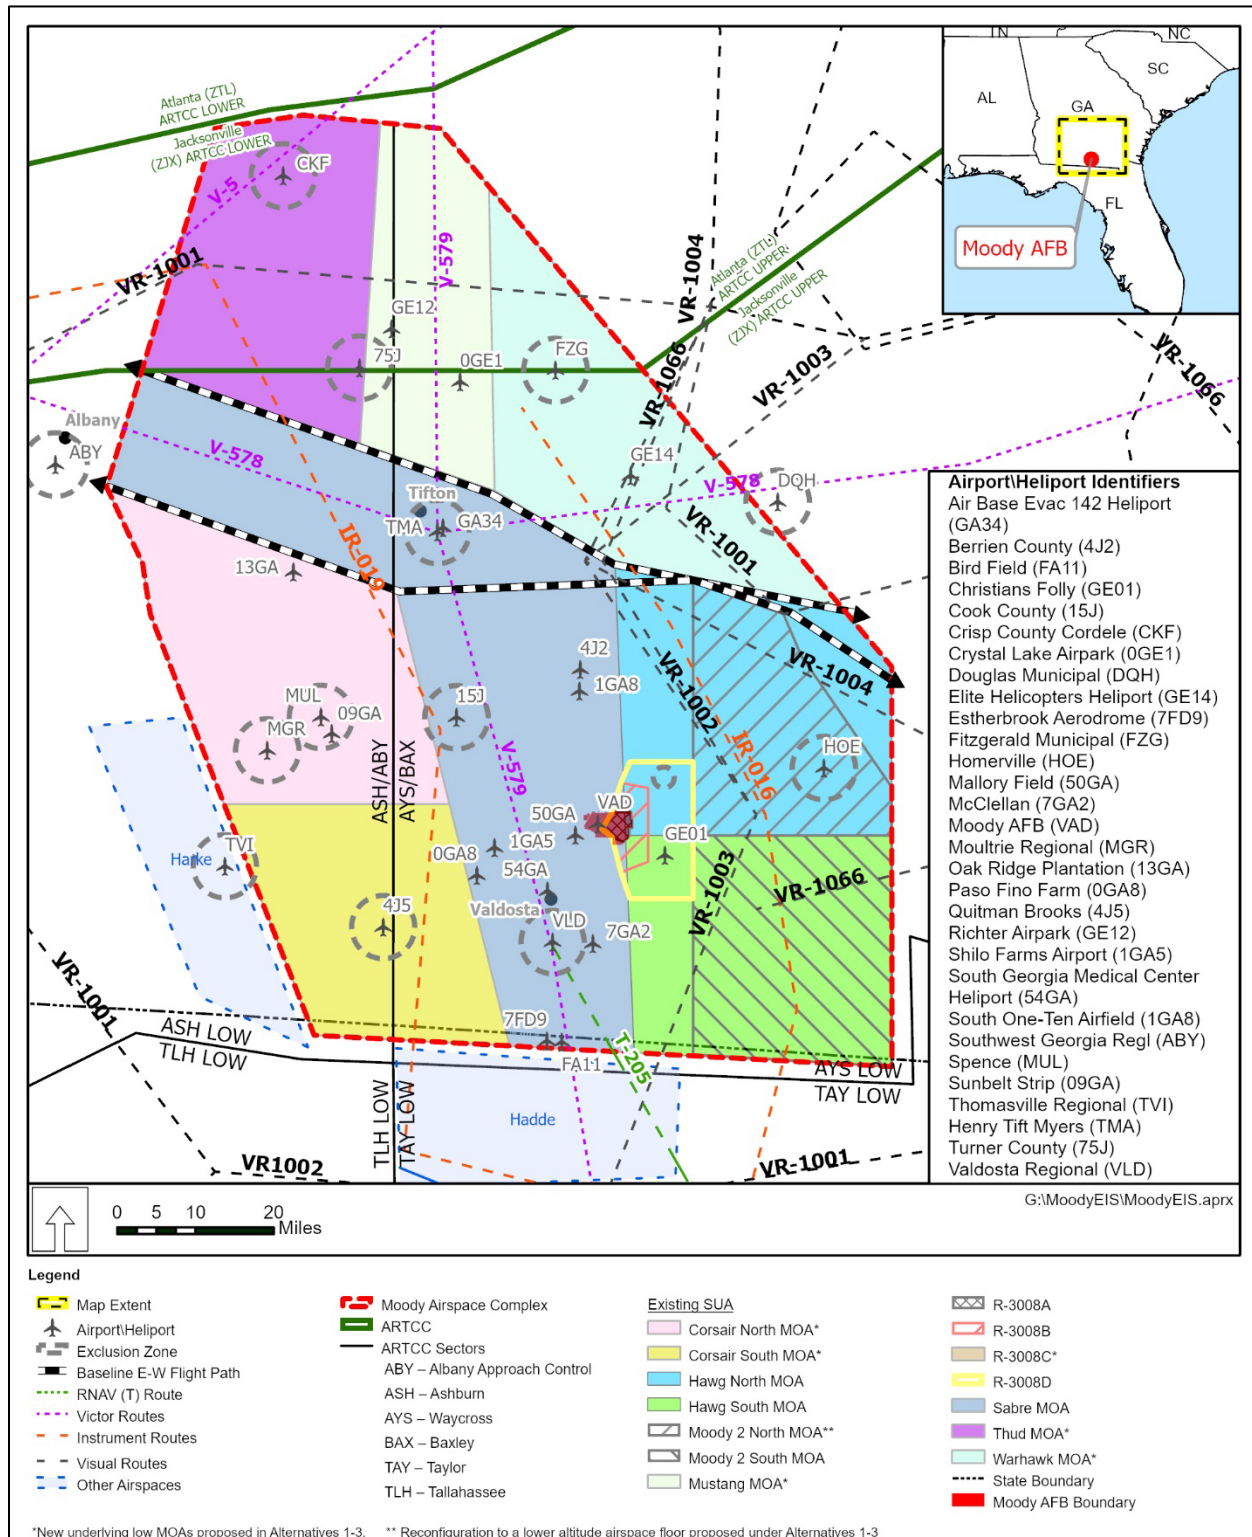 TN
NC
SC
AL
GA
FL
Moody AFB
Atlanta (ZTL)
ARTCC LOWER
Jacksonville
(ZJX) ARTCC LOWER
CKF
V-5
V-579
VR-1001
VR-1004
Atlanta (ZTL)
ARTCC UPPER
Jacksonville
(ZJX) ARTCC UPPER
GE12
75J
0GE1
FZG
VR-1066
VR-1003
VR-1066
Albany
ABY
V-578
GE14
V-578
DQH
Tifton
TMA
GA34
IR-019
VR-1001
13GA
4J2
1GA8
VR-1004
VR-1002
MUL
09GA
MGR
15J
ASH/ABY
AYS/BAX
V-579
IR-016
HOE
50GA
VAD
GE01
TVI
Harke
0GA8
1GA5
54GA
Valdosta
4J5
VLD
7GA2
VR-1003
VR-1066
VR-1001
7FD9
FA11
T-205
ASH LOW
TLH LOW
AYS LOW
TAY LOW
TLH LOW
TAY LOW
Hadde
VR1002
VR-1001
Airport\Heliport Identifiers
Air Base Evac 142 Heliport
(GA34)
Berrien County (4J2)
Bird Field (FA11)
Christians Folly (GE01)
Cook County (15J)
Crisp County Cordele (CKF)
Crystal Lake Airpark (0GE1)
Douglas Municipal (DQH)
Elite Helicopters Heliport (GE14)
Estherbrook Aerodrome (7FD9)
Fitzgerald Municipal (FZG)
Homerville (HOE)
Mallory Field (50GA)
McClellan (7GA2)
Moody AFB (VAD)
Moultrie Regional (MGR)
Oak Ridge Plantation (13GA)
Paso Fino Farm (0GA8)
Quitman Brooks (4J5)
Richter Airpark (GE12)
Shilo Farms Airport (1GA5)
South Georgia Medical Center
Heliport (54GA)
South One-Ten Airfield (1GA8)
Southwest Georgia Regl (ABY)
Spence (MUL)
Sunbelt Strip (09GA)
Thomasville Regional (TVI)
Henry Tift Myers (TMA)
Turner County (75J)
Valdosta Regional (VLD)
G:\MoodyEIS\MoodyEIS.aprx
0 5 10 20
Miles
Legend
Map Extent
Airport\Heliport
Exclusion Zone
Baseline E-W Flight Path
RNAV (T) Route
Victor Routes
Instrument Routes
Visual Routes
Other Airspaces
Moody Airspace Complex
ARTCC
ARTCC Sectors
ABY – Albany Approach Control
ASH – Ashburn
AYS – Waycross
BAX – Baxley
TAY – Taylor
TLH – Tallahassee
Existing SUA
Corsair North MOA*
Corsair South MOA*
Hawg North MOA
Hawg South MOA
Moody 2 North MOA**
Moody 2 South MOA
Mustang MOA*
R-3008A
R-3008B
R-3008C*
R-3008D
Sabre MOA
Thud MOA*
Warhawk MOA*
State Boundary
Moody AFB Boundary
*New underlying low MOAs proposed in Alternatives 1-3. ** Reconfiguration to a lower altitude airspace floor proposed under Alternatives 1-3